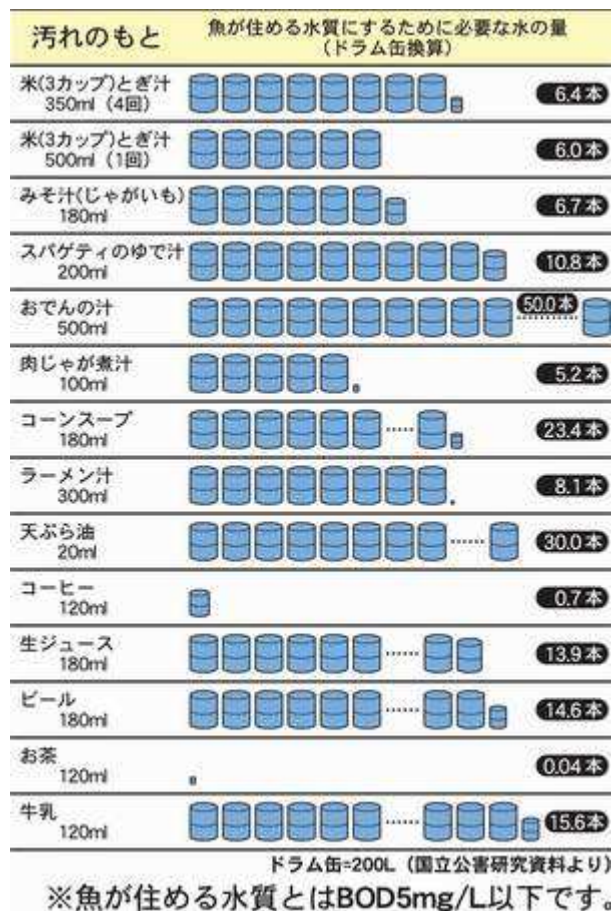 汚れのもと
魚が住める水質にするために必要な水の量
(ドラム缶換算)
米(3カップ)とぎ汁
350ml(4回)
6.4本
米(3カップ)とぎ汁
500ml(1回)
6.0本
みそ汁(じゃがいも)
180ml
6.7本
スパゲティのゆで汁
200ml
10.8本
おでんの汁
500ml
50.0本
肉じゃが煮汁
100ml
5.2本
コーンスープ
180ml
23.4本
ラーメン汁
300ml
8.1本
天ぷら油
20ml
30.0本
コーヒー
120ml
0.7本
生ジュース
180ml
13.9本
ビール
180ml
14.6本
お茶
120ml
0.04本
牛乳
120ml
15.6本
ドラム缶=200L(国立公害研究資料より)
※魚が住める水質とはBOD5mg/L以下です。